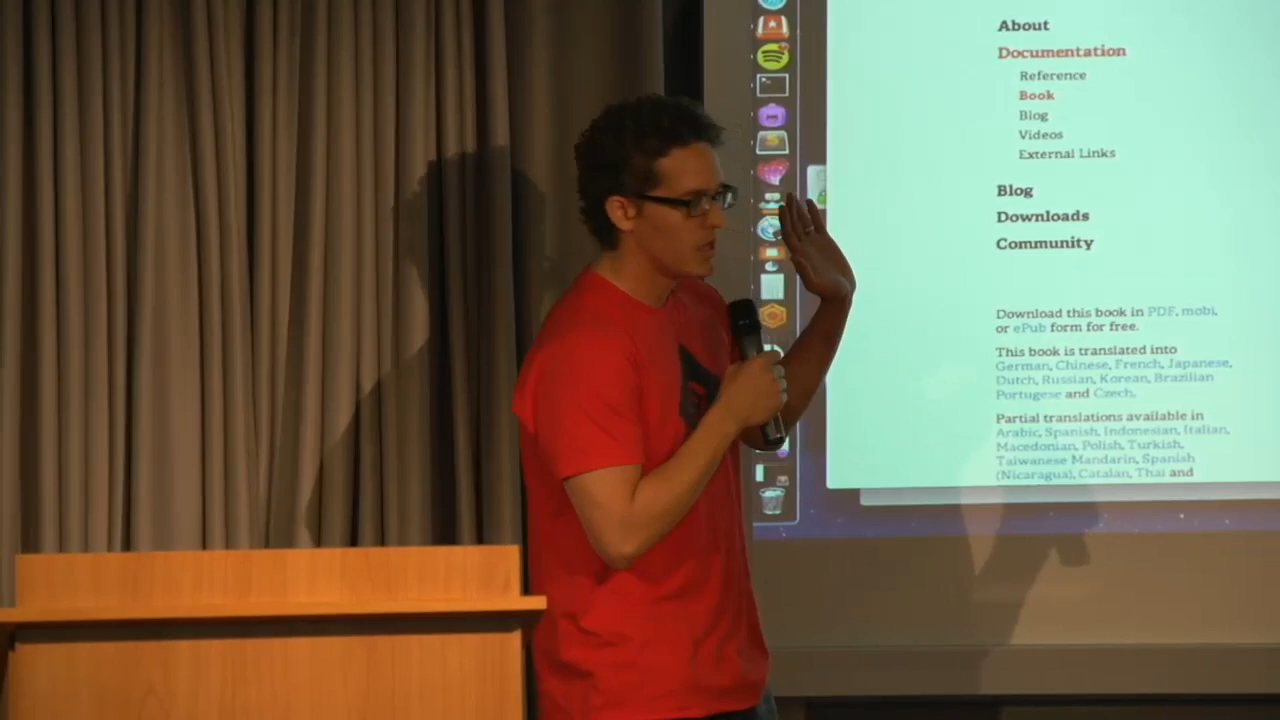 About
Documentation
Reference
Book
Blog
Videos
External Links
Blog
Downloads
Community
Download this book in PDF, mobi,
or ePub form for free.
This book is translated into
German, Chinese, French, Japanese,
Dutch, Russian, Korean, Brazilian
Portugese and Czech.
Partial translations available in
Arabic, Spanish, Indonesian, Italian,
Macedonian, Polish, Turkish,
Taiwanese Mandarin, Spanish
(Nicaragua), Catalan, Thai and